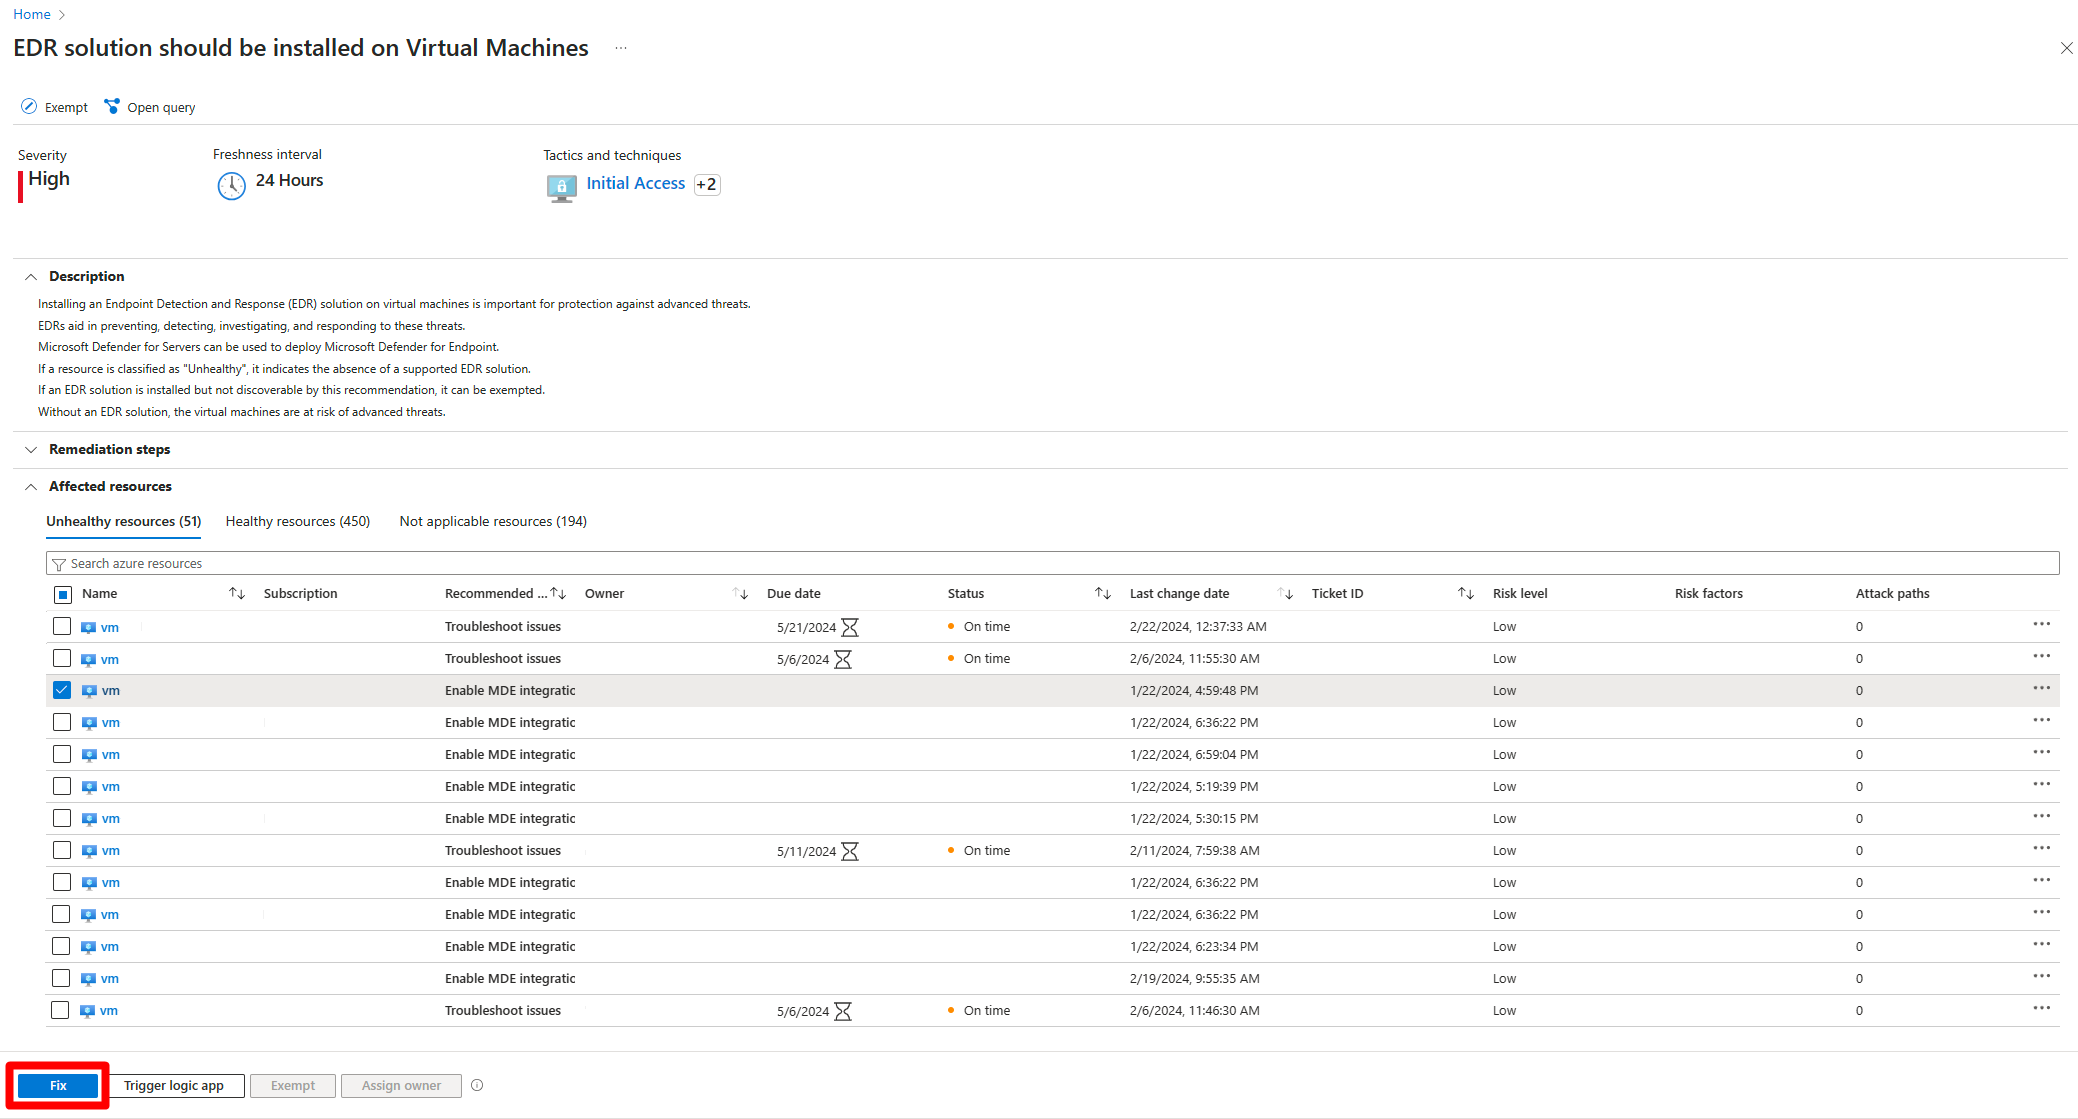 Home
EDR solution should be installed on Virtual Machines ...
Exempt Open query
Severity Freshness interval Tactics and techniques
High 24 Hours Initial Access +2
Description
Installing an Endpoint Detection and Response (EDR) solution on virtual machines is important for protection against advanced threats.
EDRs aid in preventing, detecting, investigating, and responding to these threats.
Microsoft Defender for Servers can be used to deploy Microsoft Defender for Endpoint.
If a resource is classified as "Unhealthy", it indicates the absence of a supported EDR solution.
If an EDR solution is installed but not discoverable by this recommendation, it can be exempted.
Without an EDR solution, the virtual machines are at risk of advanced threats.
Remediation steps
Affected resources
Unhealthy resources (51) Healthy resources (450) Not applicable resources (194)
Search azure resources
Name Subscription Recommended ... Owner Due date Status Last change date Ticket ID Risk level Risk factors Attack paths
vm Troubleshoot issues 5/21/2024 On time 2/22/2024, 12:37:33 AM Low 0
vm Troubleshoot issues 5/6/2024 On time 2/6/2024, 11:55:30 AM Low 0
vm Enable MDE integratic 1/22/2024, 4:59:48 PM Low 0
vm Enable MDE integratic 1/22/2024, 6:36:22 PM Low 0
vm Enable MDE integratic 1/22/2024, 6:59:04 PM Low 0
vm Enable MDE integratic 1/22/2024, 5:19:39 PM Low 0
vm Enable MDE integratic 1/22/2024, 5:30:15 PM Low 0
vm Troubleshoot issues 5/11/2024 On time 2/11/2024, 7:59:38 AM Low 0
vm Enable MDE integratic 1/22/2024, 6:36:22 PM Low 0
vm Enable MDE integratic 1/22/2024, 6:36:22 PM Low 0
vm Enable MDE integratic 1/22/2024, 6:23:34 PM Low 0
vm Enable MDE integratic 2/19/2024, 9:55:35 AM Low 0
vm Troubleshoot issues 5/6/2024 On time 2/6/2024, 11:46:30 AM Low 0
Fix Trigger logic app Exempt Assign owner